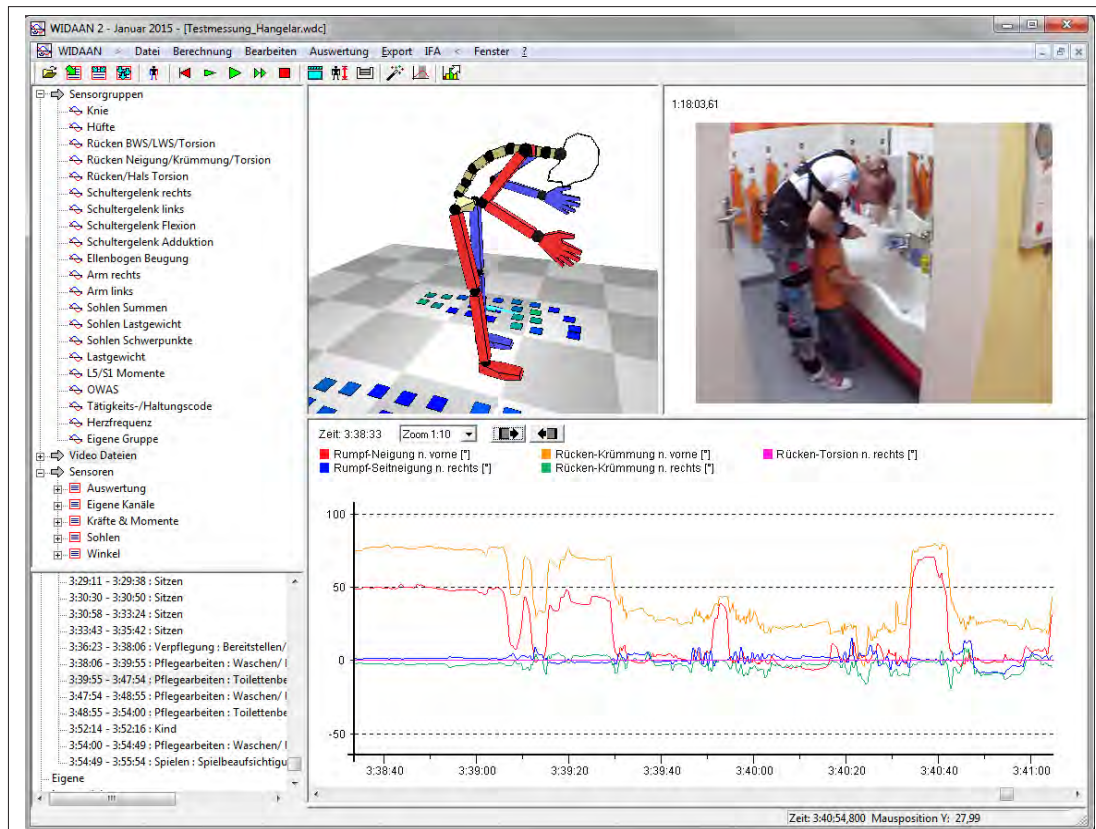 WIDAAN 2 - Januar 2015 - [Testmessung_Hangelar.wdc]
WIDAAN > Datei Berechnung Bearbeiten Auswertung Export IFA < Fenster ?
Sensorgruppen
Knie
Hüfte
Rücken BWS/LWS/Torsion
Rücken Neigung/Krümmung/Torsion
Rücken/Hals Torsion
Schultergelenk rechts
Schultergelenk links
Schultergelenk Flexion
Schultergelenk Adduktion
Ellenbogen Beugung
Arm rechts
Arm links
Sohlen Summen
Sohlen Lastgewicht
Sohlen Schwerpunkte
Lastgewicht
L5/S1 Momente
OWAS
Tätigkeits-/Haltungscode
Herzfrequenz
Eigene Gruppe
Video Dateien
Sensoren
Auswertung
Eigene Kanäle
Kräfte & Momente
Sohlen
Winkel
3:29:11 - 3:29:38 : Sitzen
3:30:30 - 3:30:50 : Sitzen
3:30:58 - 3:33:24 : Sitzen
3:33:43 - 3:35:42 : Sitzen
3:36:23 - 3:38:06 : Verpflegung : Bereitstellen/
3:38:06 - 3:39:55 : Pflegearbeiten : Waschen/
3:39:55 - 3:47:54 : Pflegearbeiten : Toilettenbe
3:47:54 - 3:48:55 : Pflegearbeiten : Waschen/
3:48:55 - 3:54:00 : Pflegearbeiten : Toilettenbe
3:52:14 - 3:52:16 : Kind
3:54:00 - 3:54:49 : Pflegearbeiten : Waschen/
3:54:49 - 3:55:54 : Spielen : Spielbeaufsichtigu
Eigene
1:18:03,61
Zeit: 3:38:33 Zoom 1:10
Rumpf-Neigung n. vorne [°] Rücken-Krümmung n. vorne [°] Rücken-Torsion n. rechts [°]
Rumpf-Seitneigung n. rechts [°] Rücken-Krümmung n. rechts [°]
100
50
0
-50
3:38:40 3:39:00 3:39:20 3:39:40 3:40:00 3:40:20 3:40:40 3:41:00
Zeit: 3:40:54,800 Mausposition Y: 27,99